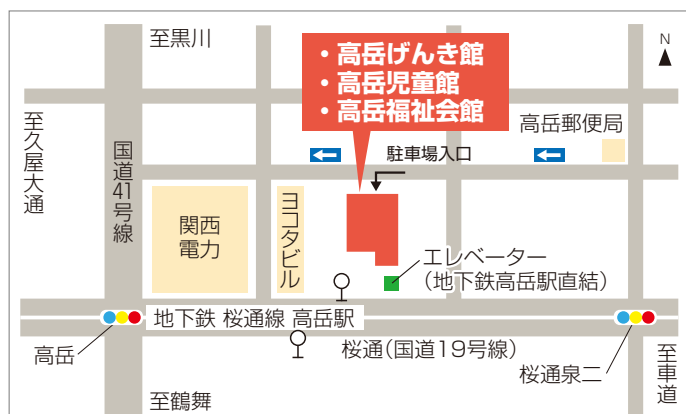 至黒川
・高岳げんき館
・高岳児童館
・高岳福祉会館
N
至久屋大通
国道41号線
高岳郵便局
駐車場入口
関西
電力
ヨコタビル
エレベーター
(地下鉄高岳駅直結)
地下鉄 桜通線 高岳駅
高岳
桜通(国道19号線)
桜通泉二
至車道
至鶴舞